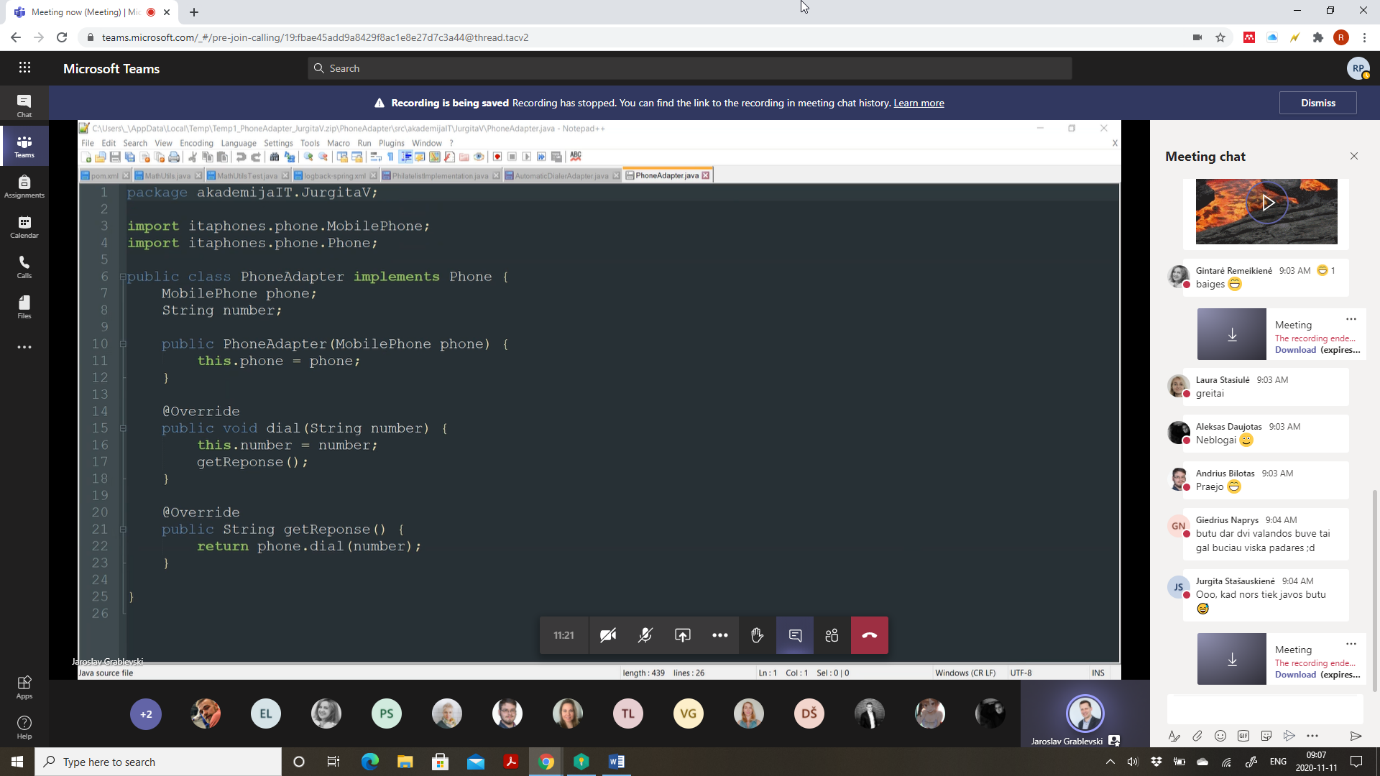 Meeting now (Meeting) | Mic
teams.microsoft.com/_#/pre-join-calling/19:fbae45add9a8429f8ac1e8e27d7c3a44@thread.tacv2
R
Microsoft Teams
Search
RP
Recording is being saved Recording has stopped. You can find the link to the recording in meeting chat history. Learn more
Dismiss
Chat
Teams
Assignments
Calendar
Calls
Files
Apps
Help
C:\Users\_\AppData\Local\Temp\Temp1_PhoneAdapter_JurgitaV.zip\PhoneAdapter\src\akademijaIT\JurgitaV\PhoneAdapter.java - Notepad++
File Edit Search View Encoding Language Settings Tools Macro Run Plugins Window ?
X
pom.xml MathUtils.java MathUtilsTest.java logback-spring.xml PhilatelistImplementation.java AutomaticDialerAdapter.java PhoneAdapter.java
1 package akademijaIT.JurgitaV;
2
3 import itaphones.phone.MobilePhone;
4 import itaphones.phone.Phone;
5
6 public class PhoneAdapter implements Phone {
7 MobilePhone phone;
8 String number;
9
10 public PhoneAdapter(MobilePhone phone) {
11 this.phone = phone;
12 }
13
14 @Override
15 public void dial(String number) {
16 this.number = number;
17 getReponse();
18 }
19
20 @Override
21 public String getReponse() {
22 return phone.dial(number);
23 }
24
25 }
26
11:21
Jaroslav Grablevski
Java source file length : 439 lines : 26 Ln : 1 Col : 1 Sel : 0 | 0 Windows (CR LF) UTF-8 INS
+2
EL
PS
TL
VG
DŠ
Jaroslav Grablevski
Meeting chat
Gintarė Remeikienė 9:03 AM 1
baiges
Meeting
The recording ende...
Download (expires...
Laura Stasiulė 9:03 AM
greitai
Aleksas Daujotas 9:03 AM
Neblogai
Andrius Bilotas 9:03 AM
Praejo
GN
Giedrius Naprys 9:04 AM
butu dar dvi valandos buve tai
gal buciau viska padares ;d
JS
Jurgita Stašauskienė 9:04 AM
Ooo, kad nors tiek javos butu
Meeting
The recording ende...
Download (expires...
GIF
Type here to search
ENG
09:07
2020-11-11